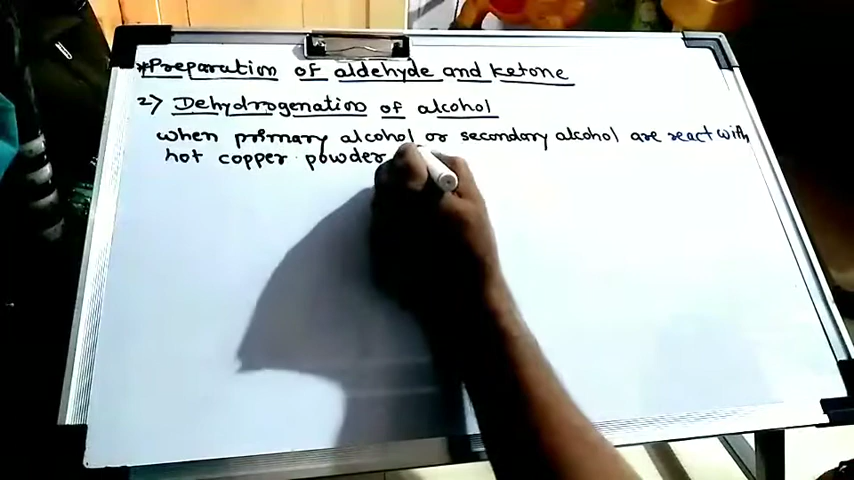 *Preparation of aldehyde and ketone
2) Dehydrogenation of alcohol
when primary alcohol or secondary alcohol are react with
hot copper powder